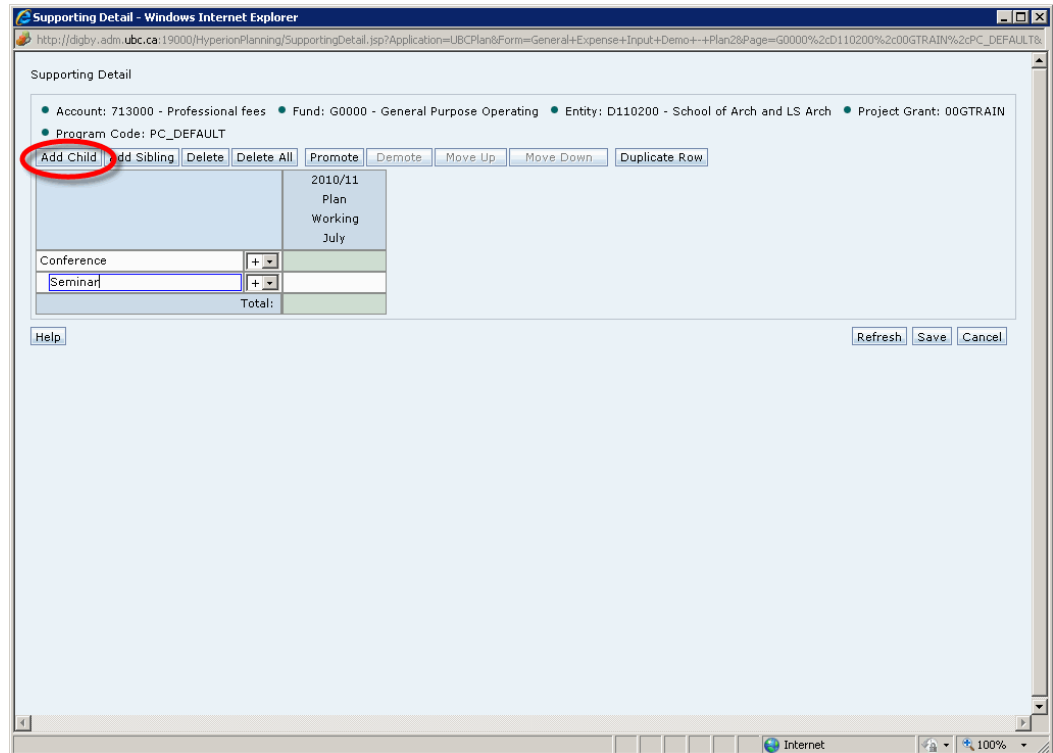 Supporting Detail - Windows Internet Explorer
http://digby.adm.ubc.ca:19000/HyperionPlanning/SupportingDetail.jsp?Application=UBCPlan&Form=General+Expense+Input+Demo+-+Plan2&Page=G0000%2cD110200%2c00GTRAIN%2cPC_DEFAULT&
Supporting Detail
Account: 713000 - Professional fees Fund: G0000 - General Purpose Operating Entity: D110200 - School of Arch and LS Arch Project Grant: 00GTRAIN
Program Code: PC_DEFAULT
Add Child Add Sibling Delete Delete All Promote Demote Move Up Move Down Duplicate Row
2010/11
Plan
Working
July
Conference +
Seminar +
Total:
Help Refresh Save Cancel
Internet 100%